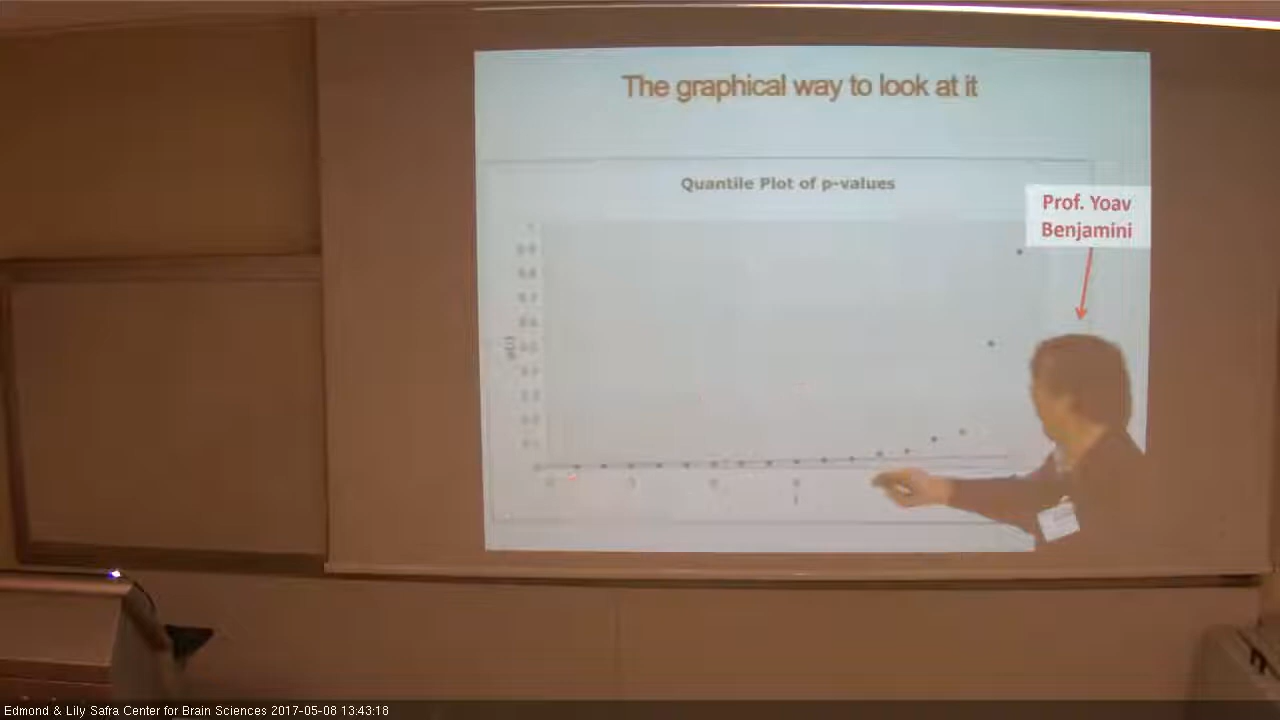 The graphical way to look at it
Quantile Plot of p-values
Prof. Yoav
Benjamini
Edmond & Lily Safra Center for Brain Sciences 2017-05-08 13:43:18